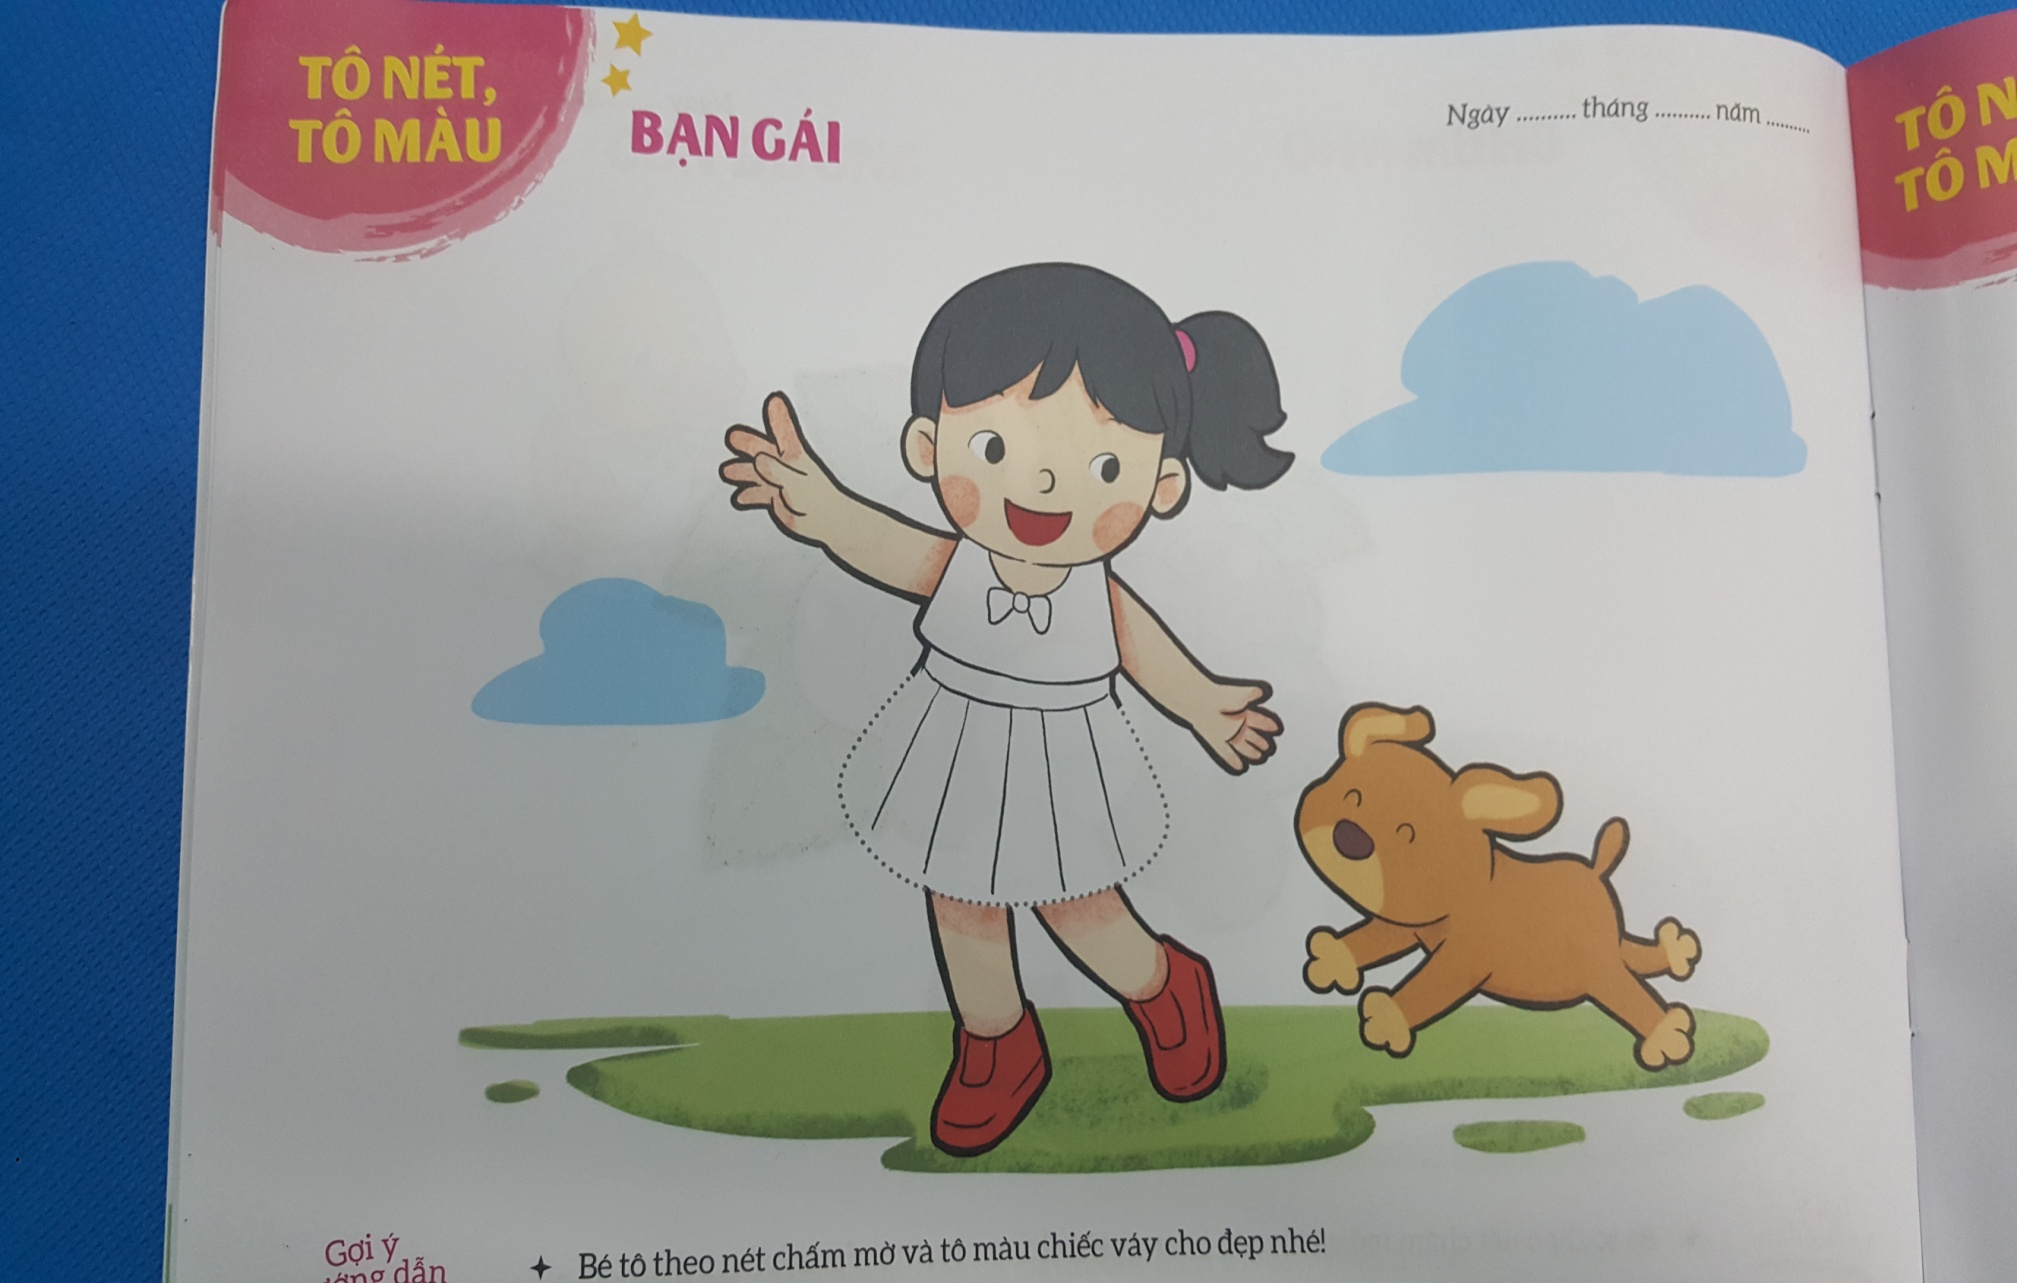 TÔ NÉT,
TÔ MÀU
BẠN GÁI
Ngày .......... tháng .......... năm ..........
TÔ
TÔ
Gợi ý
dẫn
✦ Bé tô theo nét chấm mờ và tô màu chiếc váy cho đẹp nhé!